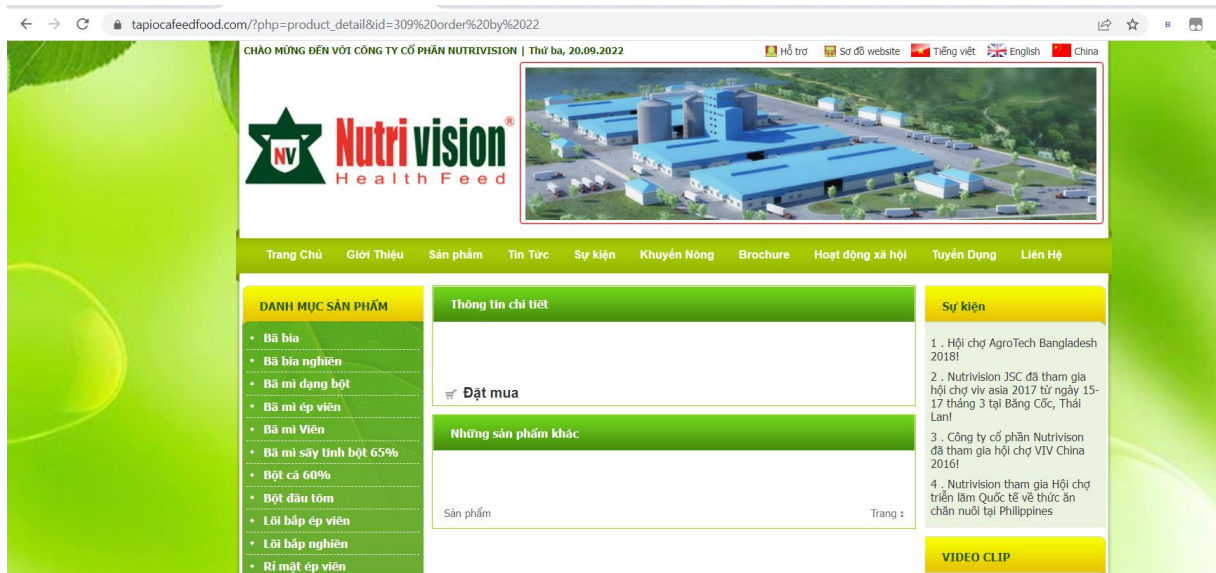 tapiocafeedfood.com/?php=product_detail&id=309%20order%20by%2022
B
CHÀO MỪNG ĐẾN VỚI CÔNG TY CỔ PHẦN NUTRIVISION | Thứ ba, 20.09.2022
Hỗ trợ Sơ đồ website Tiếng việt English China
NV
Nutrivision®
Health Feed
Trang Chủ Giới Thiệu Sản phẩm Tin Tức Sự kiện Khuyến Nông Brochure Hoạt động xã hội Tuyển Dụng Liên Hệ
DANH MỤC SẢN PHẨM
• Bã bia
• Bã bia nghiền
• Bã mì dạng bột
• Bã mì ép viên
• Bã mì Viên
• Bã mì sấy tinh bột 65%
• Bột cá 60%
• Bột đầu tôm
• Lõi bắp ép viên
• Lõi bắp nghiền
• Rỉ mật ép viên
Thông tin chi tiết
Đặt mua
Những sản phẩm khác
Sản phẩm Trang :
Sự kiện
1 . Hội chợ AgroTech Bangladesh
2018!
2 . Nutrivision JSC đã tham gia
hội chợ viv asia 2017 từ ngày 15-
17 tháng 3 tại Băng Cốc, Thái
Lan!
3 . Công ty cổ phần Nutrivison
đã tham gia hội chợ VIV China
2016!
4 . Nutrivision tham gia Hội chợ
triễn lãm Quốc tế về thức ăn
chăn nuôi tại Philippines
VIDEO CLIP